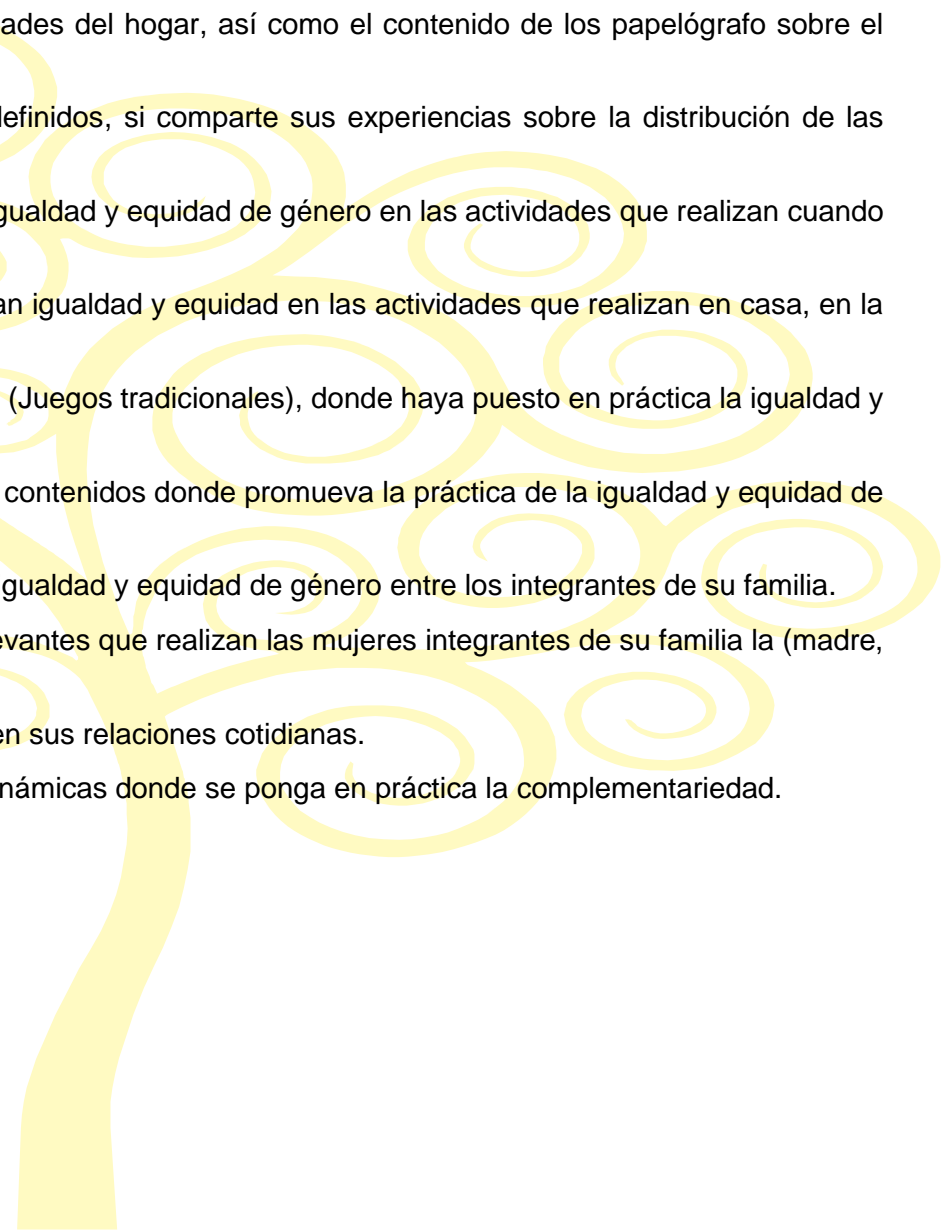 ades del hogar, así como el contenido de los papelógrafo sobre el
definidos, si comparte sus experiencias sobre la distribución de las
gualdad y equidad de género en las actividades que realizan cuando
an igualdad y equidad en las actividades que realizan en casa, en la
(Juegos tradicionales), donde haya puesto en práctica la igualdad y
contenidos donde promueva la práctica de la igualdad y equidad de
gualdad y equidad de género entre los integrantes de su familia.
evantes que realizan las mujeres integrantes de su familia la (madre,
en sus relaciones cotidianas.
námicas donde se ponga en práctica la complementariedad.